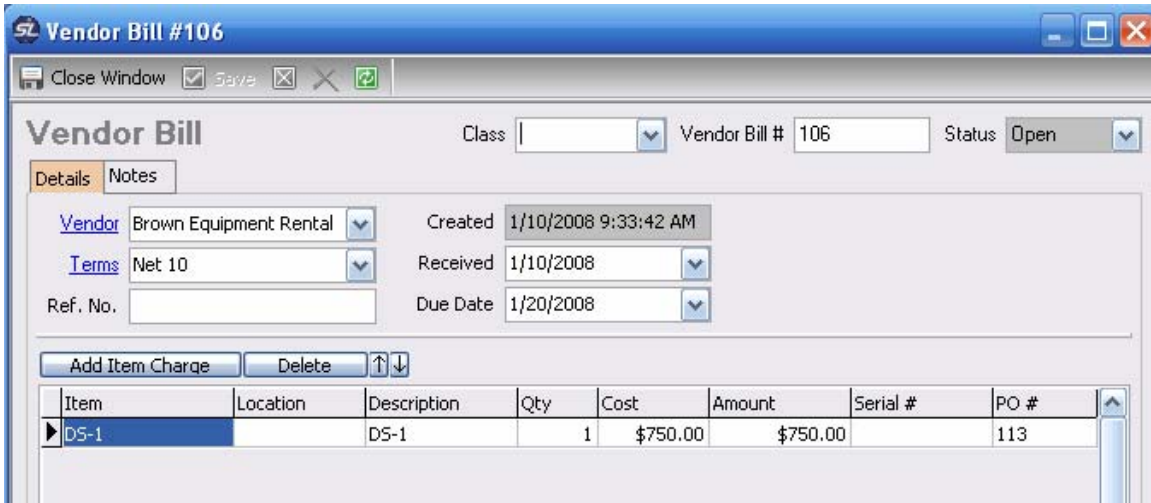 SL Vendor Bill #106
Close Window Save
Vendor Bill Class Vendor Bill # 106 Status Open
Details Notes
Vendor Brown Equipment Rental Created 1/10/2008 9:33:42 AM
Terms Net 10 Received 1/10/2008
Ref. No. Due Date 1/20/2008
Add Item Charge Delete
Item Location Description Qty Cost Amount Serial # PO #
DS-1 DS-1 1 $750.00 $750.00 113